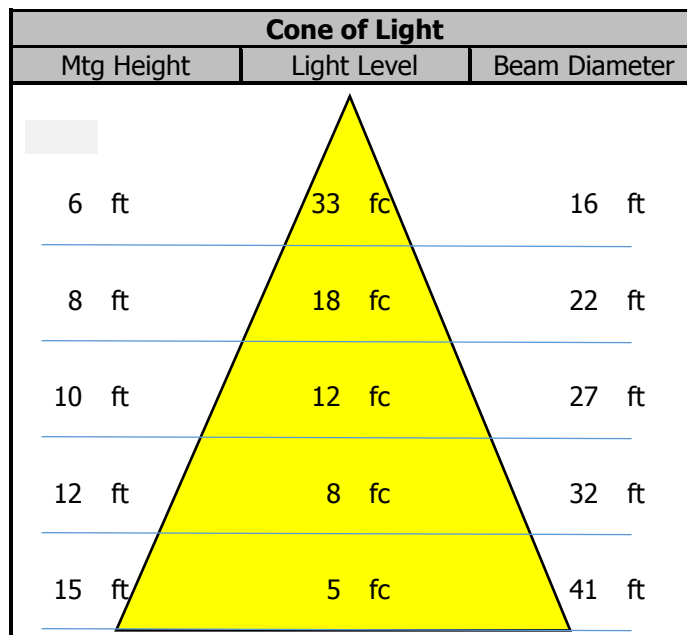 Cone of Light
Mtg Height Light Level Beam Diameter
6 ft 33 fc 16 ft
8 ft 18 fc 22 ft
10 ft 12 fc 27 ft
12 ft 8 fc 32 ft
15 ft 5 fc 41 ft